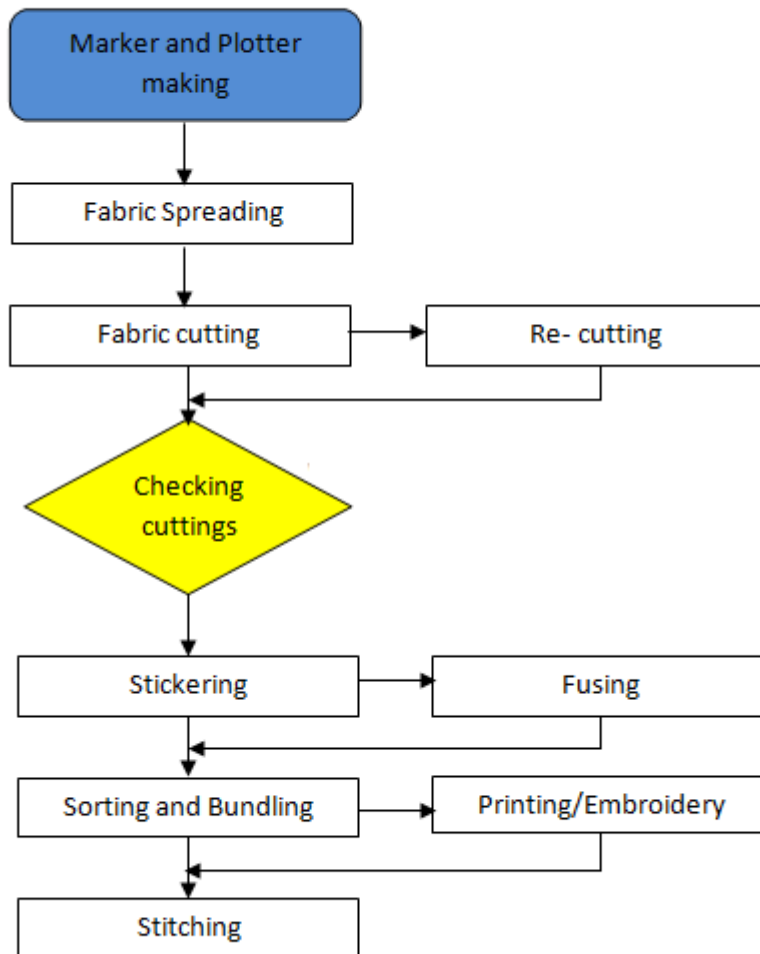 Marker and Plotter
making
Fabric Spreading
Fabric cutting
Re- cutting
Checking
cuttings
Stickering
Fusing
Sorting and Bundling
Printing/Embroidery
Stitching